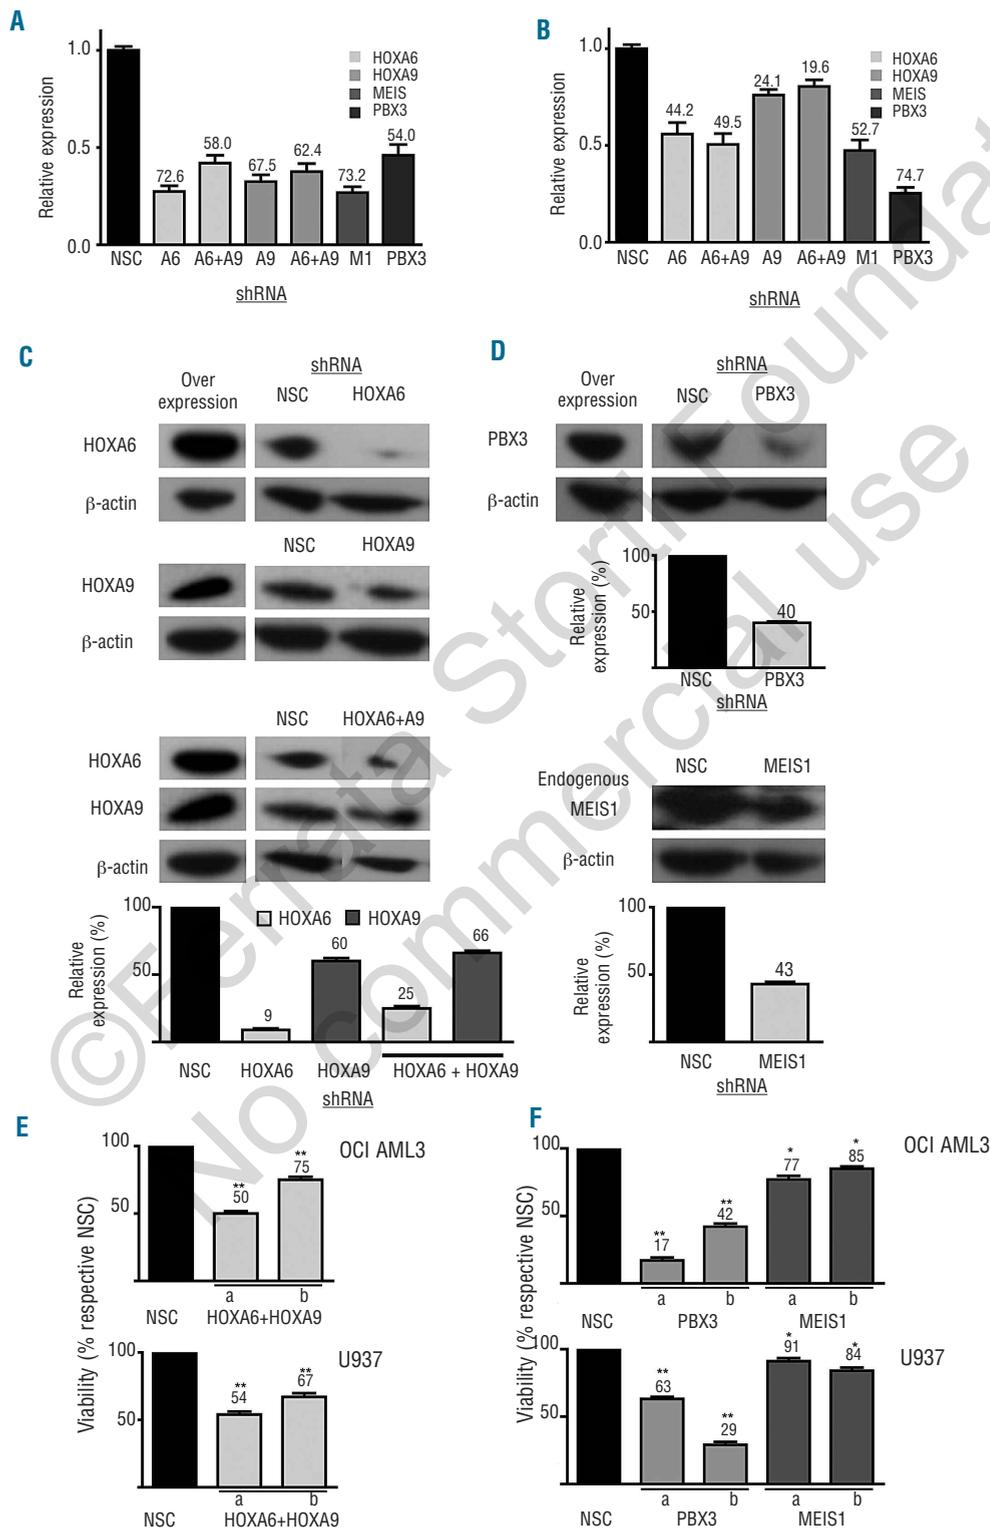 A
1.0
0.5
0.0
Relative expression
HOXA6
HOXA9
MEIS
PBX3
72.6
58.0
67.5
62.4
73.2
54.0
NSC A6 A6+A9 A9 A6+A9 M1 PBX3
shRNA
B
1.0
0.5
0.0
Relative expression
HOXA6
HOXA9
MEIS
PBX3
44.2
49.5
24.1
19.6
52.7
74.7
NSC A6 A6+A9 A9 A6+A9 M1 PBX3
shRNA
C
shRNA
Over
expression
NSC HOXA6
HOXA6
β-actin
NSC HOXA9
HOXA9
β-actin
NSC HOXA6+A9
HOXA6
HOXA9
β-actin
100
50
Relative
expression (%)
HOXA6 HOXA9
9
60
25
66
NSC HOXA6 HOXA9 HOXA6 + HOXA9
shRNA
D
shRNA
Over
expression
NSC PBX3
PBX3
β-actin
100
50
Relative
expression (%)
40
NSC PBX3
shRNA
NSC MEIS1
Endogenous
MEIS1
β-actin
100
50
Relative
expression (%)
43
NSC MEIS1
shRNA
E
Viability (% respective NSC)
100
50
OCI AML3
**
50
**
75
a b
NSC HOXA6+HOXA9
100
50
U937
**
54
**
67
a b
NSC HOXA6+HOXA9
F
Viability (% respective NSC)
100
50
OCI AML3
**
17
**
42
*
77
*
85
a b a b
NSC PBX3 MEIS1
100
50
U937
**
63
**
29
*
91
*
84
a b a b
NSC PBX3 MEIS1
©Ferrata Storti Foundat
No commercial use